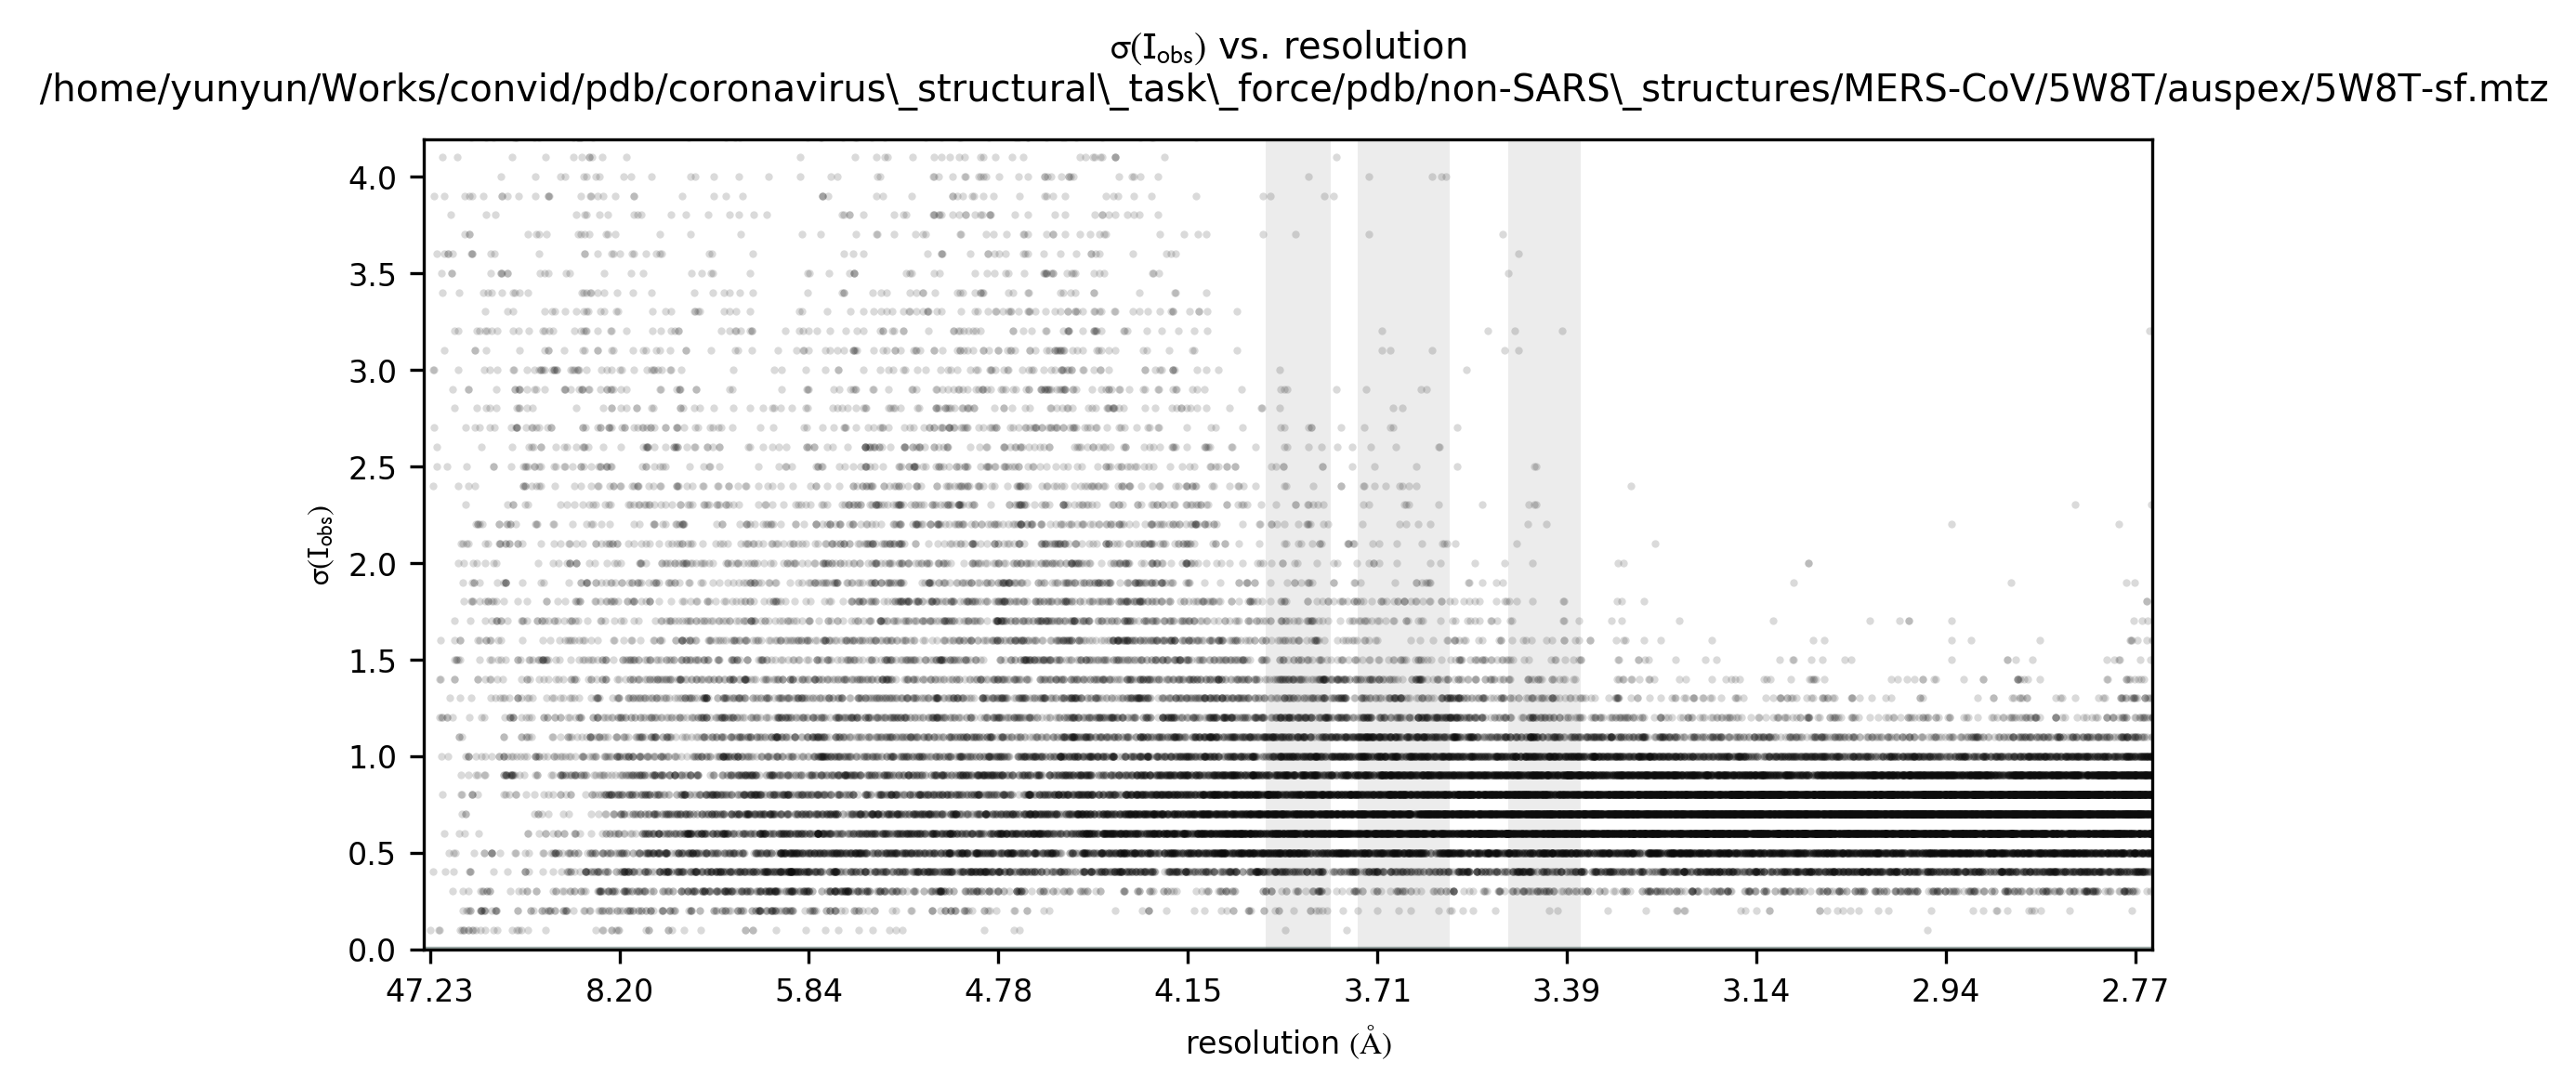 σ(I_obs) vs. resolution
/home/yunyun/Works/convid/pdb/coronavirus\_structural\_task\_force/pdb/non-SARS\_structures/MERS-CoV/5W8T/auspex/5W8T-sf.mtz
σ(I_obs)
4.0
3.5
3.0
2.5
2.0
1.5
1.0
0.5
0.0
47.23 8.20 5.84 4.78 4.15 3.71 3.39 3.14 2.94 2.77
resolution (Å)